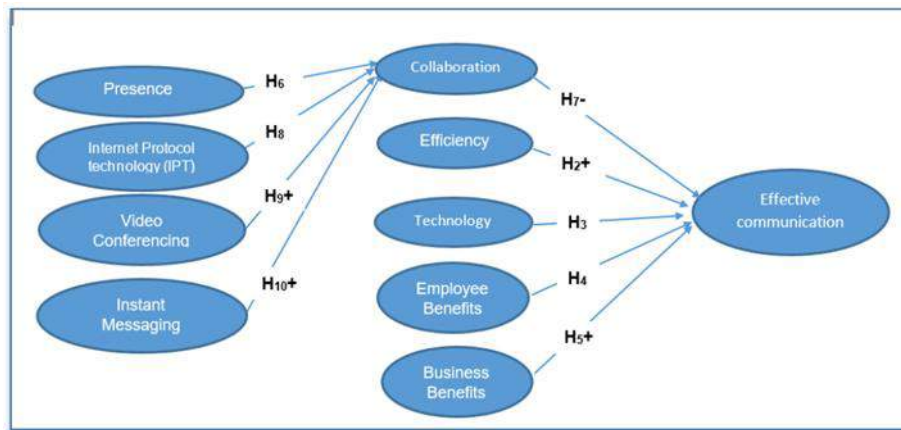 Presence
Internet Protocol
technology (IPT)
Video
Conferencing
Instant
Messaging
H6
H8
H9+
H10+
Collaboration
Efficiency
Technology
Employee
Benefits
Business
Benefits
H7-
H2+
H3
H4
H5+
Effective
communication